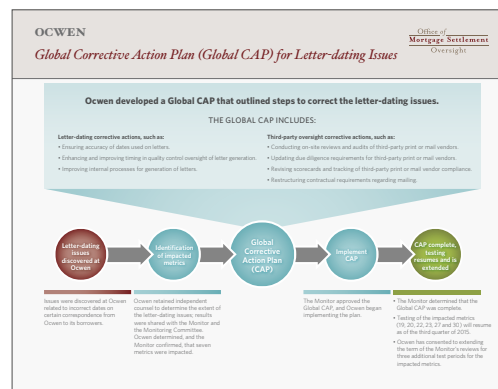 OCWEN
Office of
Mortgage Settlement
Oversight
Global Corrective Action Plan (Global CAP) for Letter-dating Issues
Ocwen developed a Global CAP that outlined steps to correct the letter-dating issues.
THE GLOBAL CAP INCLUDES:
Letter-dating corrective actions, such as:
• Ensuring accuracy of dates used on letters.
• Enhancing and improving timing in quality control oversight of letter generation.
• Improving internal processes for generation of letters.
Third-party oversight corrective actions, such as:
• Conducting on-site reviews and audits of third-party print or mail vendors.
• Updating due diligence requirements for third-party print or mail vendors.
• Revising scorecards and tracking of third-party print or mail vendor compliance.
• Restructuring contractual requirements regarding mailing.
Letter-dating
issues
discovered at
Ocwen
Identification
of impacted
metrics
Global
Corrective
Action Plan
(CAP)
Implement
CAP
CAP complete,
testing
resumes and is
extended
Issues were discovered at Ocwen
related to incorrect dates on
certain correspondence from
Ocwen to its borrowers.
Ocwen retained independent
counsel to determine the extent
of the letter-dating issues; results
were shared with the Monitor and
the Monitoring Committee.
Ocwen determined, and the
Monitor confirmed, that seven
metrics were impacted.
The Monitor approved the
Global CAP, and Ocwen began
implementing the plan.
• The Monitor determined that the
Global CAP was complete.
• Testing of the impacted metrics
(19, 20, 22, 23, 27 and 30) will resume
as of the third quarter of 2015.
• Ocwen has consented to extending
the term of the Monitor's reviews for
three additional test periods for the
impacted metrics.